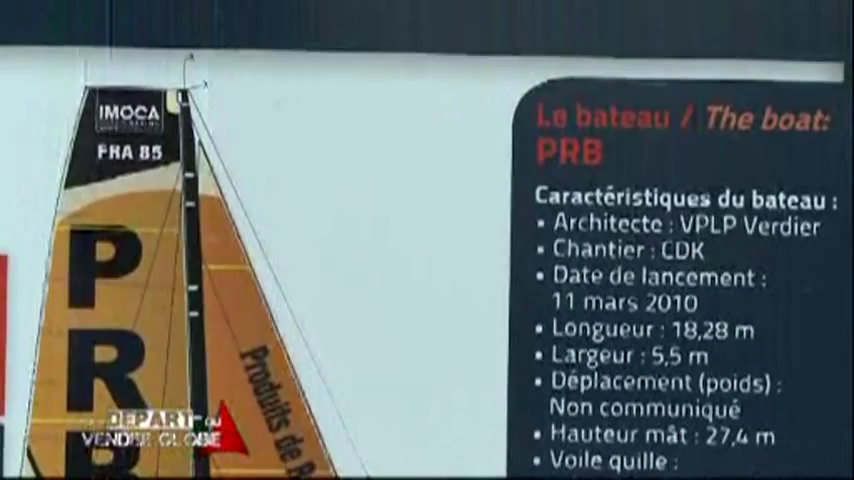 IMOCA
FRA 85
PRB
Produits de
DÉPART DU
VENDÉE GLOBE
Le bateau / The boat:
PRB
Caractéristiques du bateau :
• Architecte : VPLP Verdier
• Chantier : CDK
• Date de lancement :
11 mars 2010
• Longueur : 18,28 m
• Largeur : 5,5 m
• Déplacement (poids) :
Non communiqué
• Hauteur mât : 27,4 m
• Voile quille :